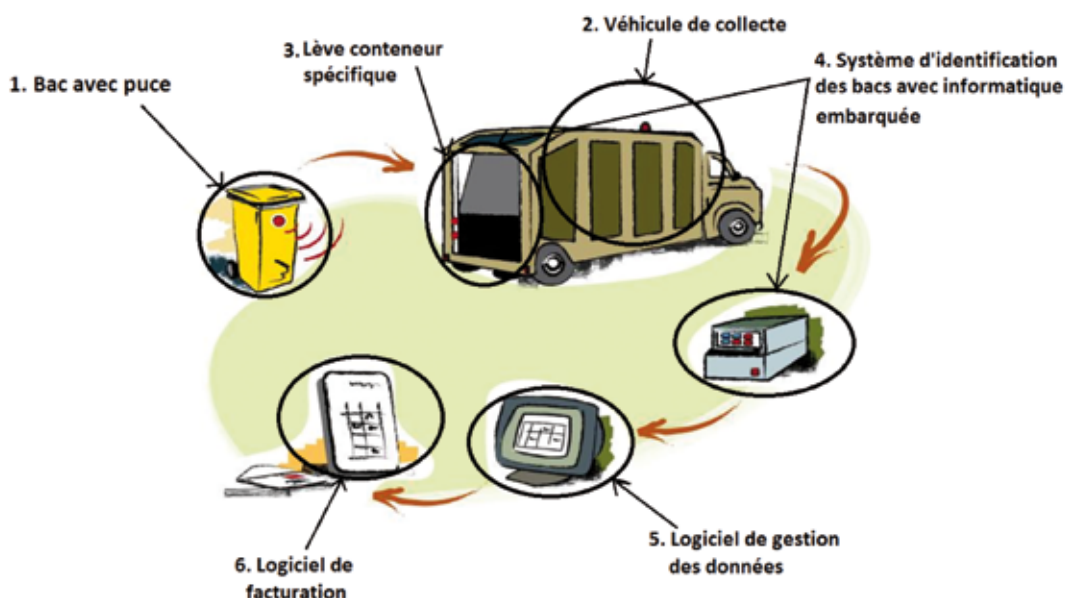 1. Bac avec puce
3. Lève conteneur
spécifique
2. Véhicule de collecte
4. Système d'identification
des bacs avec informatique
embarquée
5. Logiciel de gestion
des données
6. Logiciel de
facturation